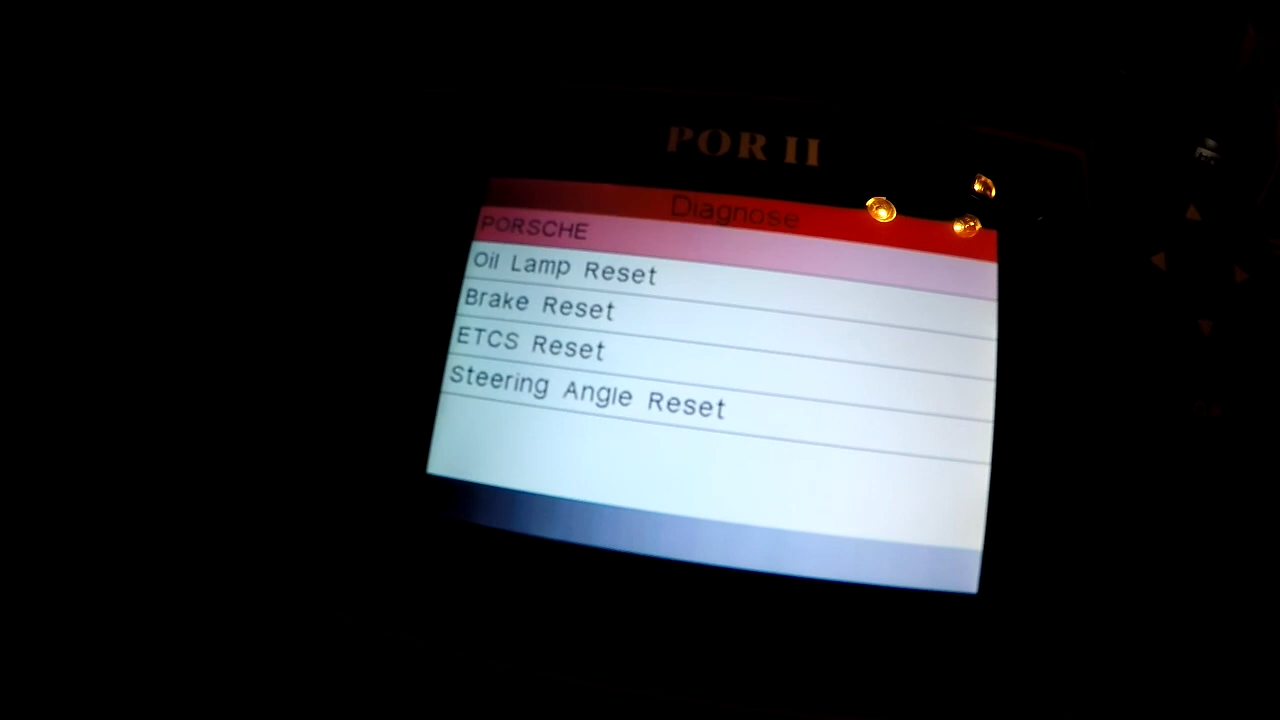 POR II
Diagnose
PORSCHE
Oil Lamp Reset
Brake Reset
ETCS Reset
Steering Angle Reset